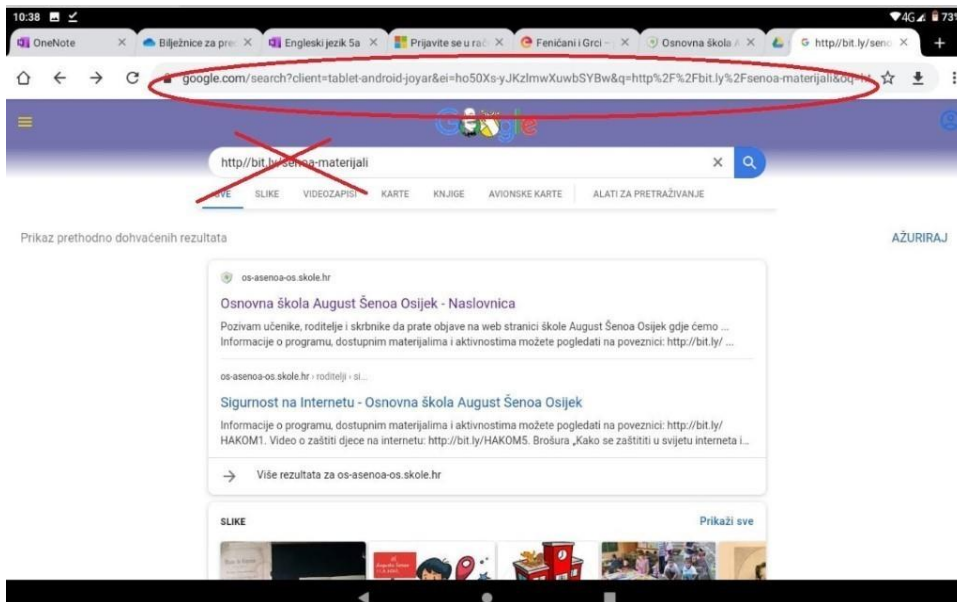 10:38
4G 73%
OneNote
Bilježnice za pre
Engleski jezik 5a
Prijavite se u rač
Feničani i Grci –
Osnovna škola A
http//bit.ly/seno
google.com/search?client=tablet-android-joyar&ei=ho50Xs-yJKzlmwXuwbSYBw&q=http%2F%2Fbit.ly%2Fsenoa-materijali&oq=ht
Google
http//bit.ly/senoa-materijali
SVE SLIKE VIDEOZAPISI KARTE KNJIGE AVIONSKE KARTE ALATI ZA PRETRAŽIVANJE
Prikaz prethodno dohvaćenih rezultata
AŽURIRAJ
os-asenoa-os.skole.hr
Osnovna škola August Šenoa Osijek - Naslovnica
Pozivam učenike, roditelje i skrbnike da prate objave na web stranici škole August Šenoa Osijek gdje ćemo ...
Informacije o programu, dostupnim materijalima i aktivnostima možete pogledati na poveznici: http://bit.ly/ ...
os-asenoa-os.skole.hr › roditelji › si...
Sigurnost na Internetu - Osnovna škola August Šenoa Osijek
Informacije o programu, dostupnim materijalima i aktivnostima možete pogledati na poveznici: http://bit.ly/
HAKOM1. Video o zaštiti djece na internetu: http://bit.ly/HAKOM5. Brošura „Kako se zaštititi u svijetu interneta i...
Više rezultata za os-asenoa-os.skole.hr
SLIKE
Prikaži sve